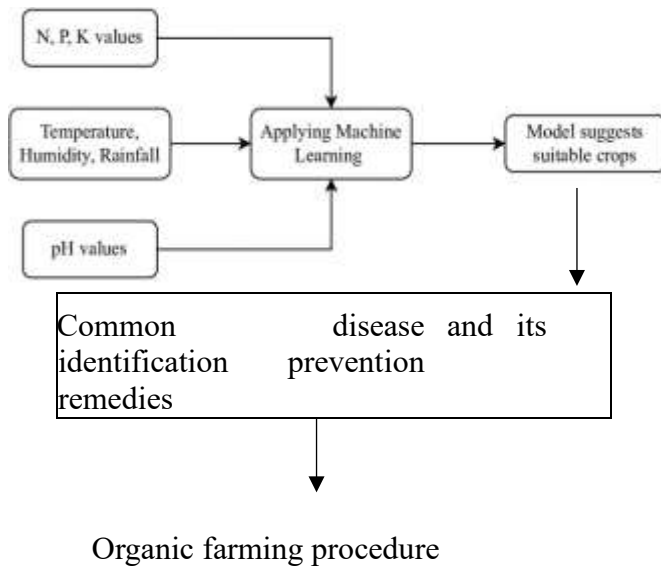 N, P, K values
Temperature,
Humidity, Rainfall
Applying Machine
Learning
Model suggests
suitable crops
pH values
Common disease and its
identification prevention
remedies
Organic farming procedure